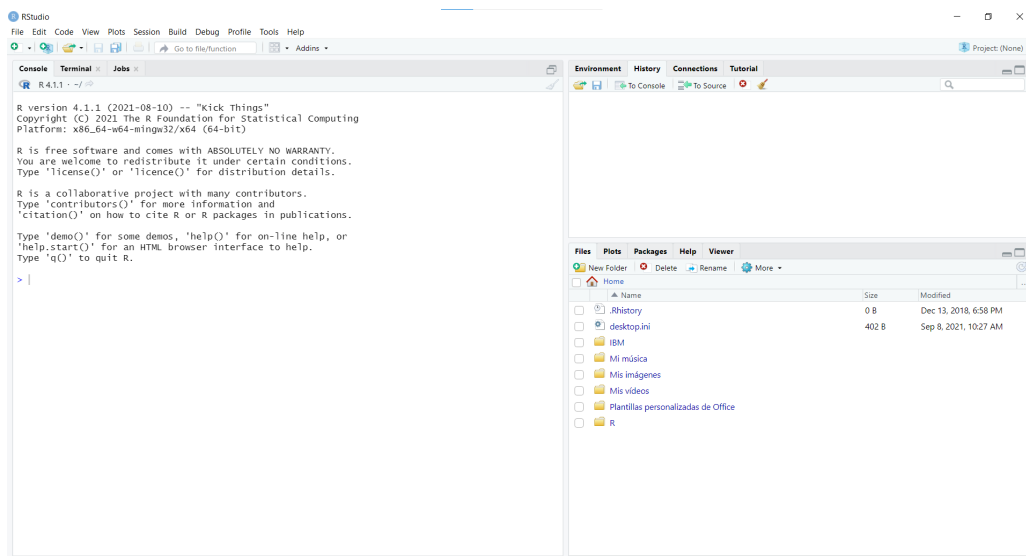 RStudio
File Edit Code View Plots Session Build Debug Profile Tools Help
Go to file/function Addins Project: (None)
Console Terminal Jobs
R 4.1.1 · ~/
R version 4.1.1 (2021-08-10) -- "Kick Things"
Copyright (C) 2021 The R Foundation for Statistical Computing
Platform: x86_64-w64-mingw32/x64 (64-bit)
R is free software and comes with ABSOLUTELY NO WARRANTY.
You are welcome to redistribute it under certain conditions.
Type 'license()' or 'licence()' for distribution details.
R is a collaborative project with many contributors.
Type 'contributors()' for more information and
'citation()' on how to cite R or R packages in publications.
Type 'demo()' for some demos, 'help()' for on-line help, or
'help.start()' for an HTML browser interface to help.
Type 'q()' to quit R.
>
Environment History Connections Tutorial
To Console To Source
Files Plots Packages Help Viewer
New Folder Delete Rename More
Home
Name Size Modified
.Rhistory 0 B Dec 13, 2018, 6:58 PM
desktop.ini 402 B Sep 8, 2021, 10:27 AM
IBM
Mi música
Mis imágenes
Mis vídeos
Plantillas personalizadas de Office
R